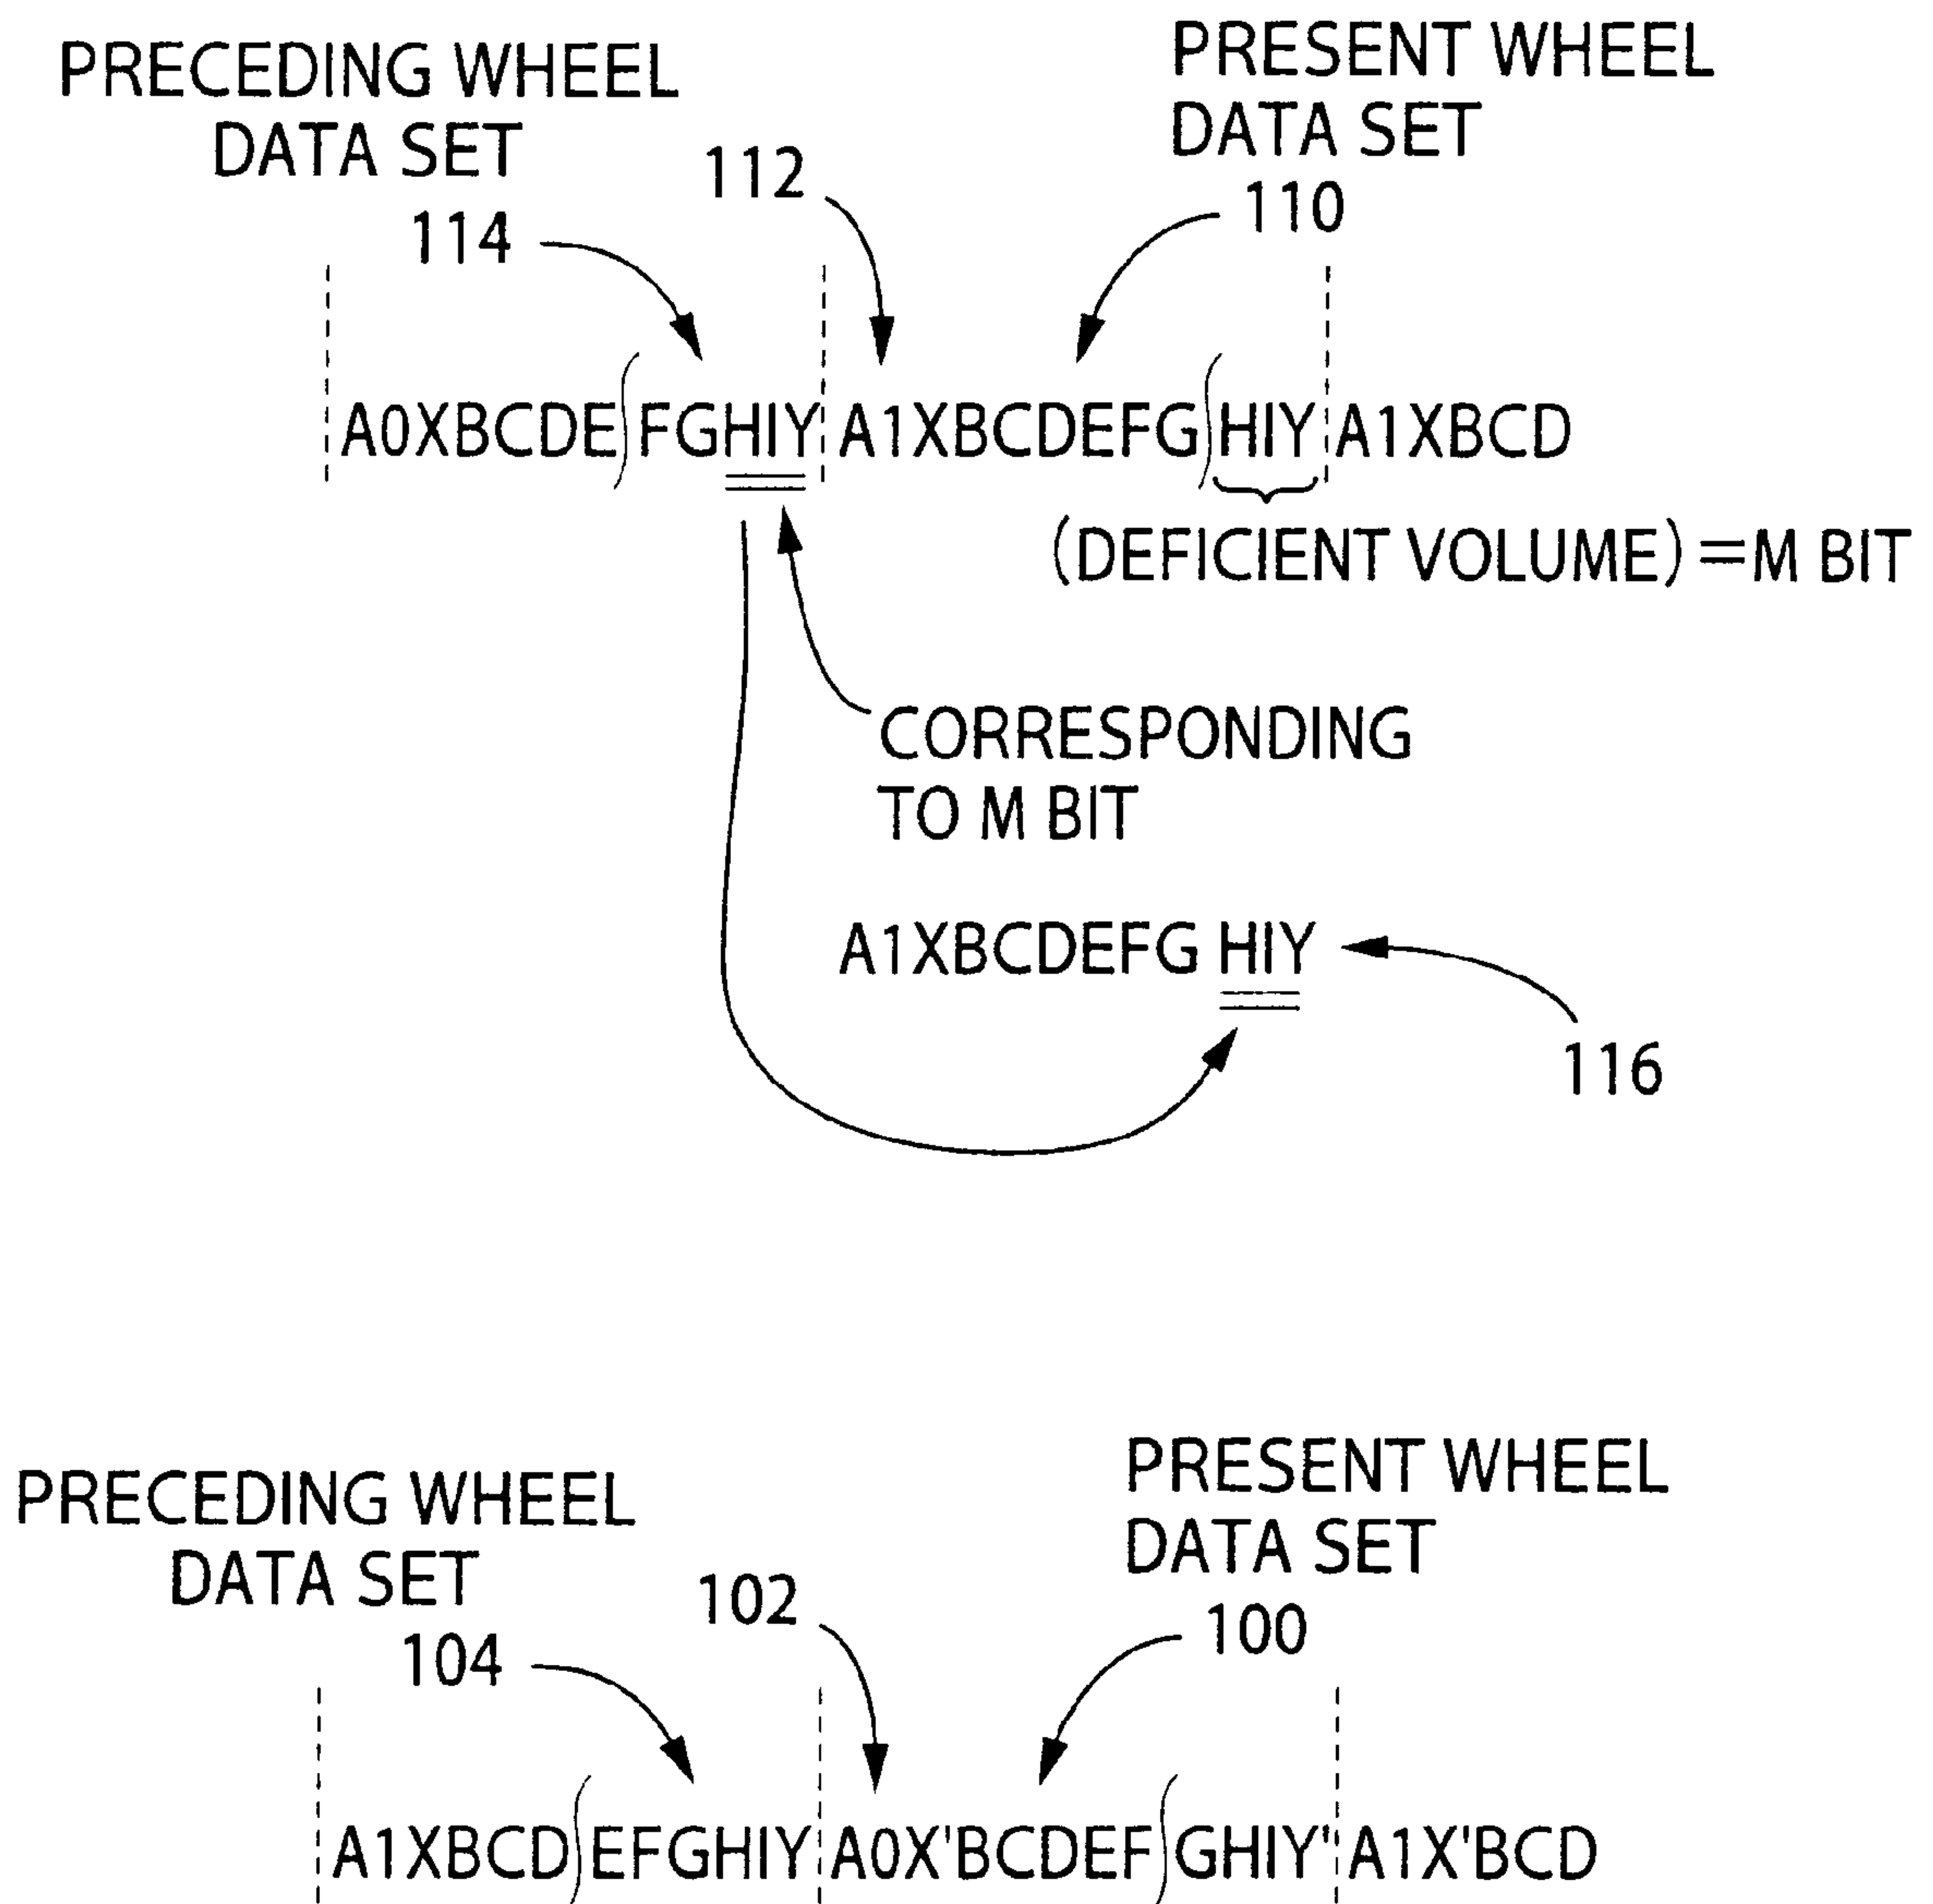 PRECEDING WHEEL
DATA SET
114
112
PRESENT WHEEL
DATA SET
110
A0XBCDE FGHIY A1XBCDEFG HIY A1XBCD
(DEFICIENT VOLUME)=M BIT
CORRESPONDING
TO M BIT
A1XBCDEFG HIY
116
PRECEDING WHEEL
DATA SET
104
102
PRESENT WHEEL
DATA SET
100
A1XBCD EFGHIY A0X'BCDEF GHIY' A1X'BCD